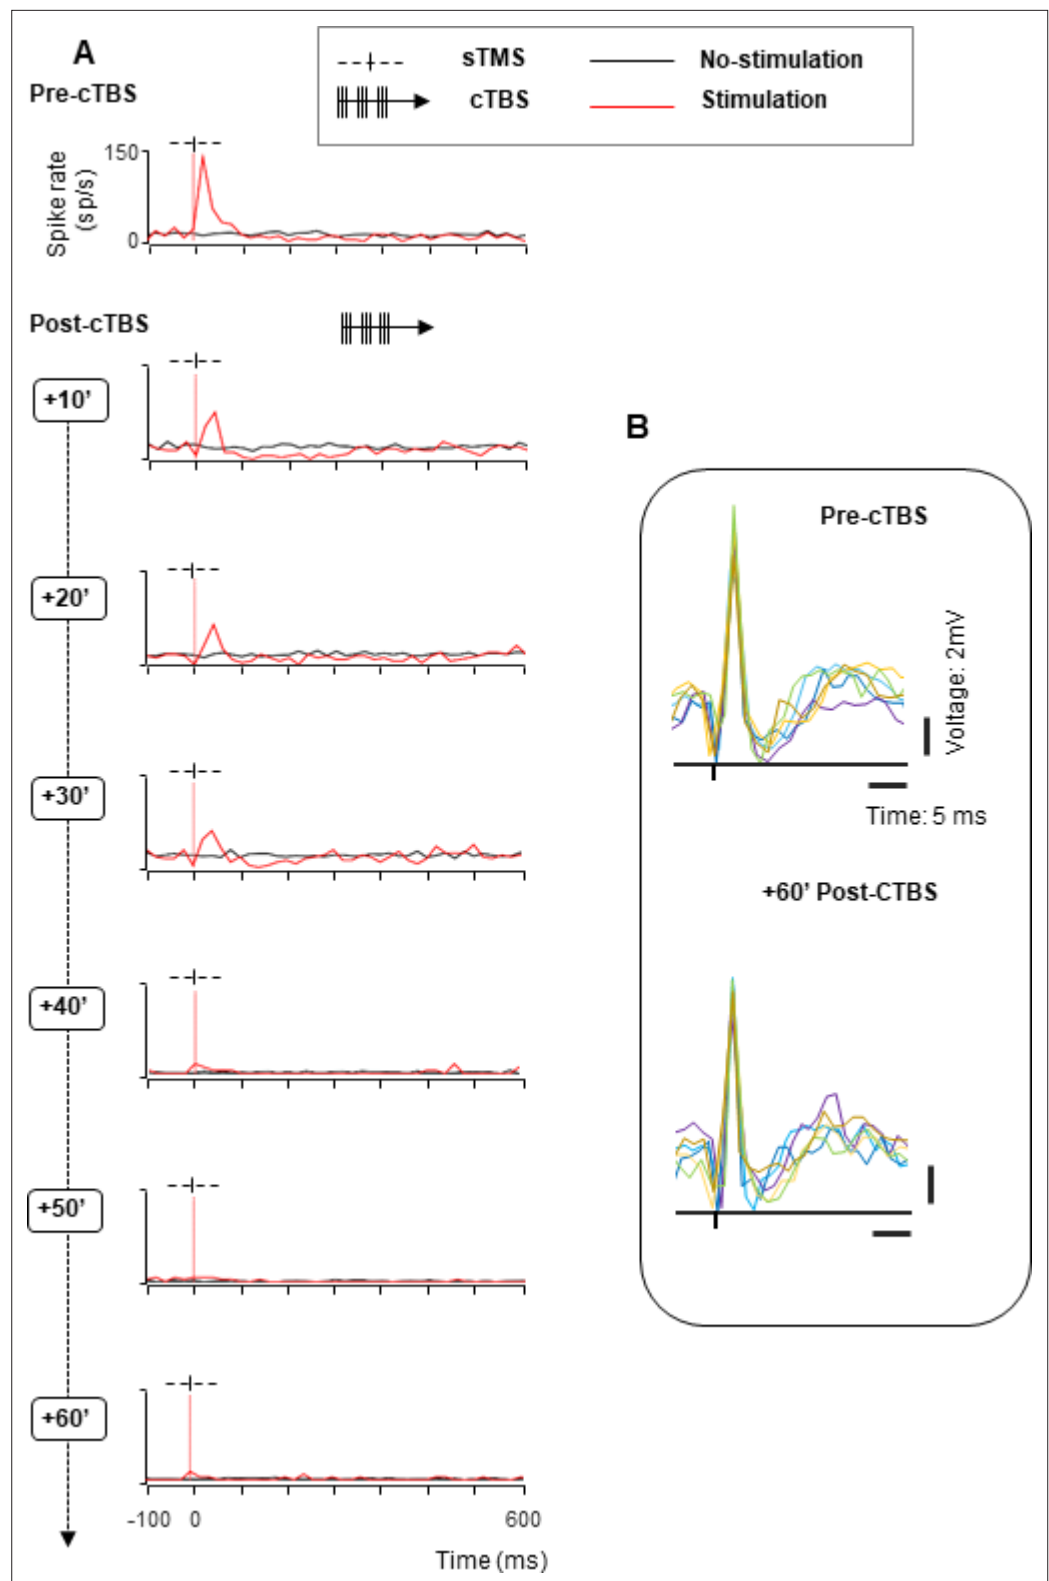 A
sTMS
No-stimulation
cTBS
Stimulation
Pre-cTBS
150
0
Spike rate
(sp/s)
Post-cTBS
+10'
+20'
+30'
+40'
+50'
+60'
-100 0 600
Time (ms)
B
Pre-cTBS
Voltage: 2mV
Time: 5 ms
+60' Post-CTBS